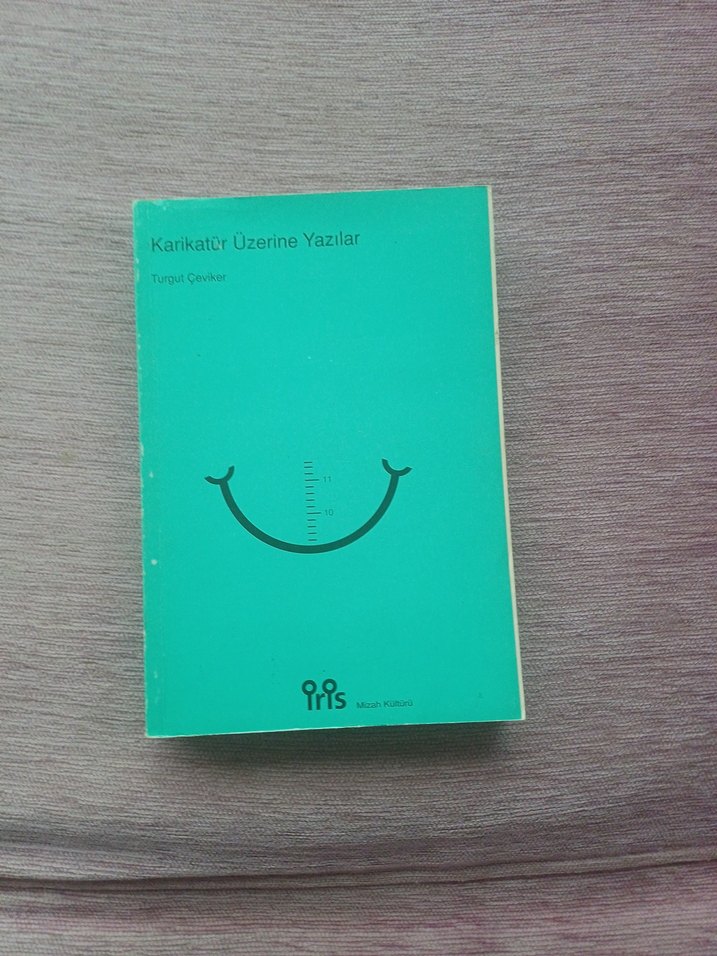 Karikatür Üzerine Yazılar
Turgut Çeviker
11
10
iris Mizah Kültürü